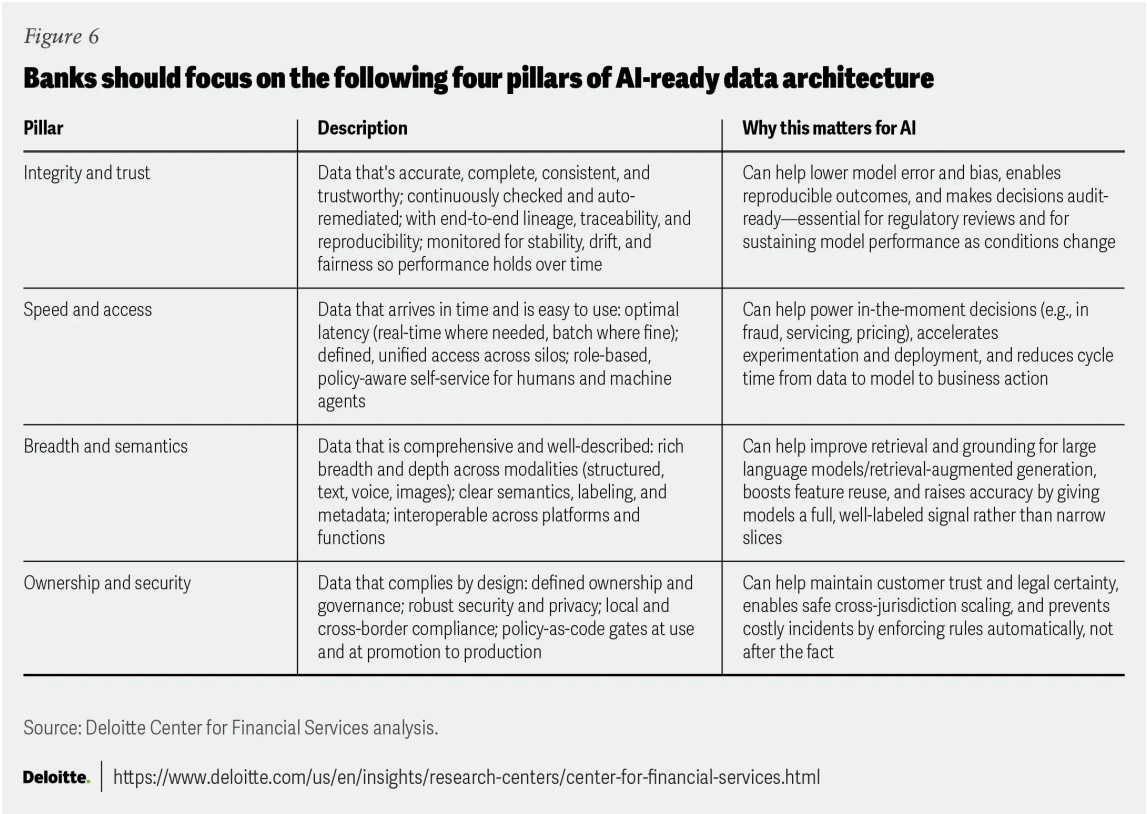 Figure 6
Banks should focus on the following four pillars of AI-ready data architecture
Pillar
Description
Why this matters for AI
Integrity and trust
Data that's accurate, complete, consistent, and
trustworthy; continuously checked and auto-
remediated; with end-to-end lineage, traceability, and
reproducibility; monitored for stability, drift, and
fairness so performance holds over time
Can help lower model error and bias, enables
reproducible outcomes, and makes decisions audit-
ready—essential for regulatory reviews and for
sustaining model performance as conditions change
Speed and access
Data that arrives in time and is easy to use: optimal
latency (real-time where needed, batch where fine);
defined, unified access across silos; role-based,
policy-aware self-service for humans and machine
agents
Can help power in-the-moment decisions (e.g., in
fraud, servicing, pricing), accelerates
experimentation and deployment, and reduces cycle
time from data to model to business action
Breadth and semantics
Data that is comprehensive and well-described: rich
breadth and depth across modalities (structured,
text, voice, images); clear semantics, labeling, and
metadata; interoperable across platforms and
functions
Can help improve retrieval and grounding for large
language models/retrieval-augmented generation,
boosts feature reuse, and raises accuracy by giving
models a full, well-labeled signal rather than narrow
slices
Ownership and security
Data that complies by design: defined ownership and
governance; robust security and privacy; local and
cross-border compliance; policy-as-code gates at use
and at promotion to production
Can help maintain customer trust and legal certainty,
enables safe cross-jurisdiction scaling, and prevents
costly incidents by enforcing rules automatically, not
after the fact
Source: Deloitte Center for Financial Services analysis.
Deloitte. https://www.deloitte.com/us/en/insights/research-centers/center-for-financial-services.html